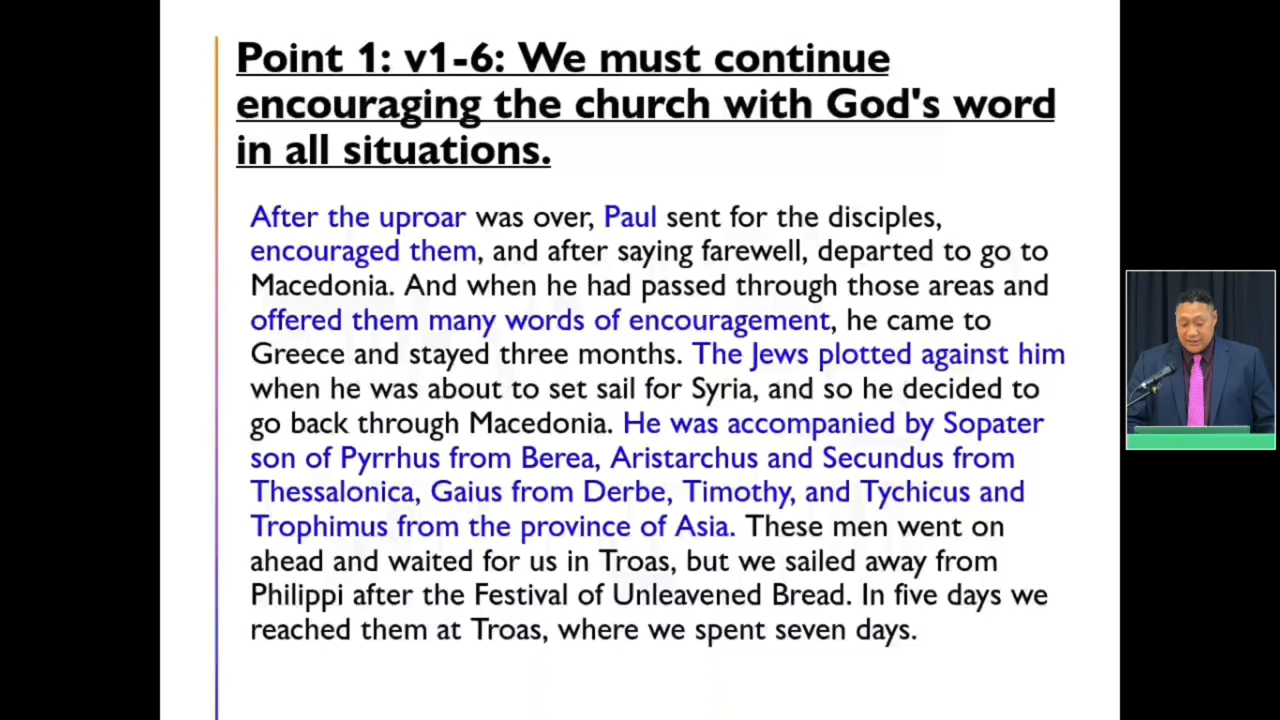 Point 1: v1-6: We must continue
encouraging the church with God's word
in all situations.
After the uproar was over, Paul sent for the disciples,
encouraged them, and after saying farewell, departed to go to
Macedonia. And when he had passed through those areas and
offered them many words of encouragement, he came to
Greece and stayed three months. The Jews plotted against him
when he was about to set sail for Syria, and so he decided to
go back through Macedonia. He was accompanied by Sopater
son of Pyrrhus from Berea, Aristarchus and Secundus from
Thessalonica, Gaius from Derbe, Timothy, and Tychicus and
Trophimus from the province of Asia. These men went on
ahead and waited for us in Troas, but we sailed away from
Philippi after the Festival of Unleavened Bread. In five days we
reached them at Troas, where we spent seven days.